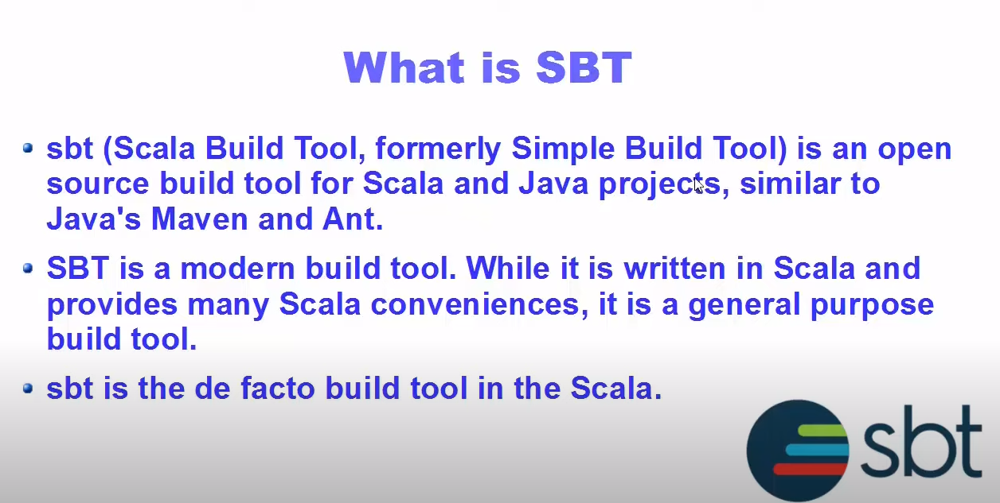 What is SBT
sbt (Scala Build Tool, formerly Simple Build Tool) is an open
source build tool for Scala and Java projects, similar to
Java's Maven and Ant.
SBT is a modern build tool. While it is written in Scala and
provides many Scala conveniences, it is a general purpose
build tool.
sbt is the de facto build tool in the Scala.
sbt